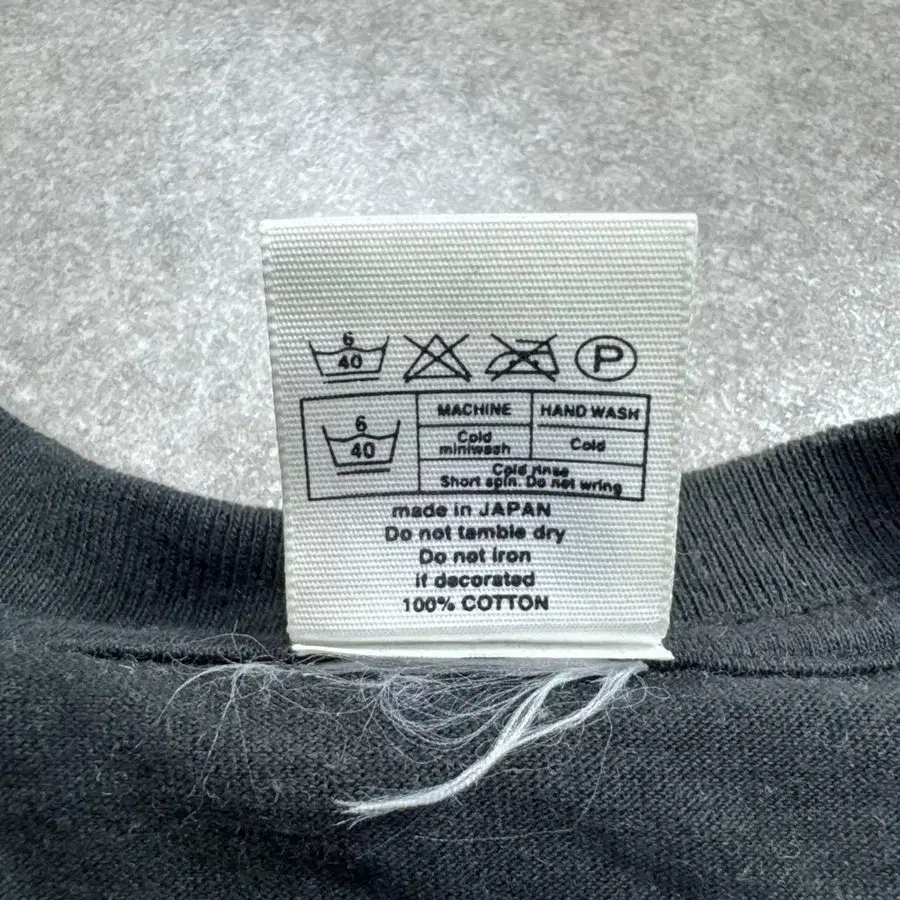 6
40 P
MACHINE HAND WASH
6
40
Cold
miniwash Cold
Cold rinse
Short spin. Do not wring
made in JAPAN
Do not tamble dry
Do not iron
if decorated
100% COTTON